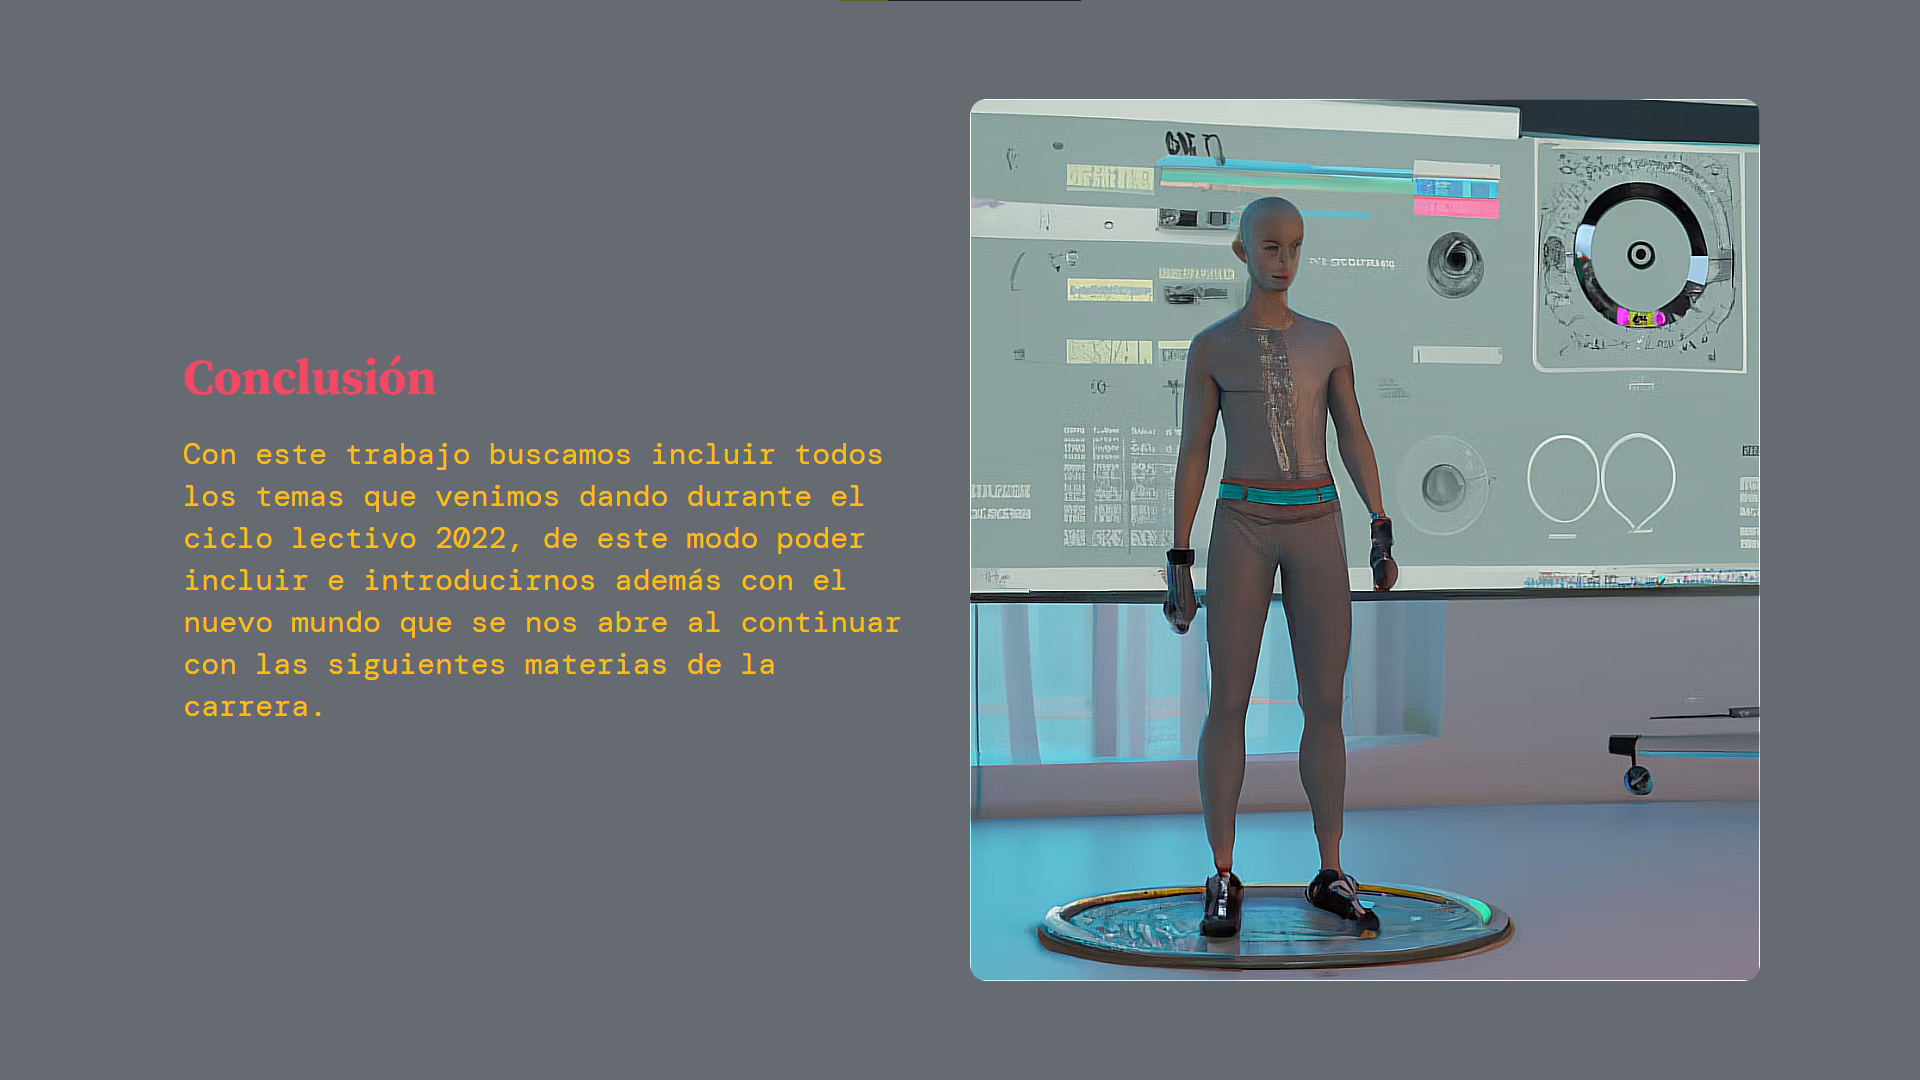 Conclusión
Con este trabajo buscamos incluir todos
los temas que venimos dando durante el
ciclo lectivo 2022, de este modo poder
incluir e introducirnos además con el
nuevo mundo que se nos abre al continuar
con las siguientes materias de la
carrera.